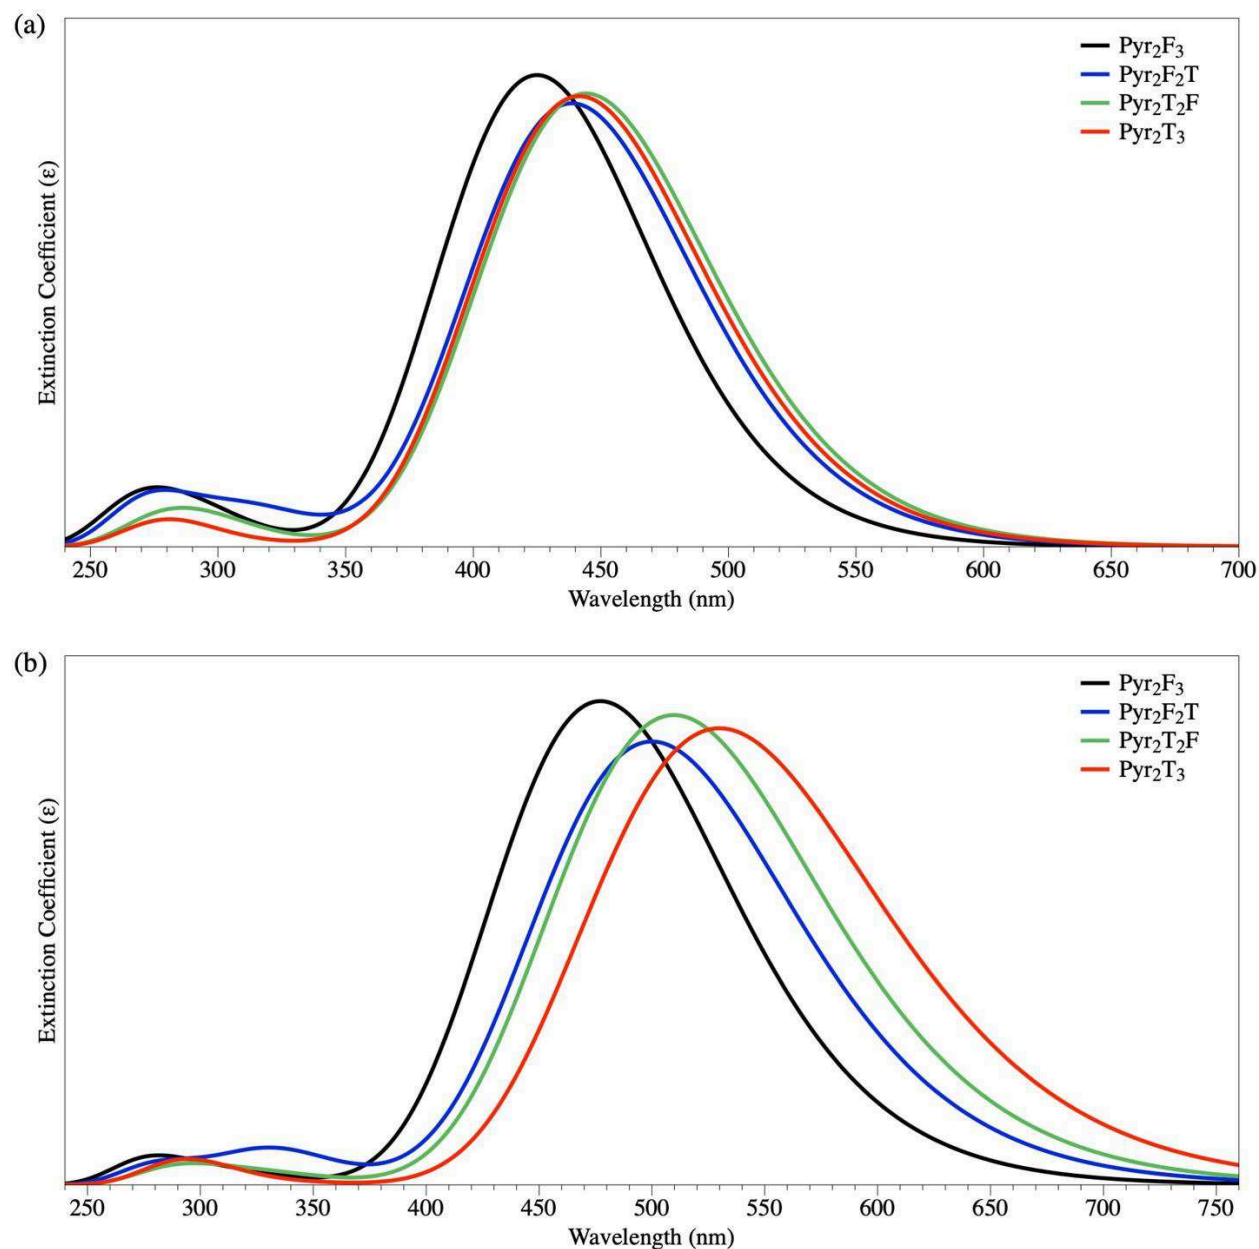 (a)
Pyr₂F₃
Pyr₂F₂T
Pyr₂T₂F
Pyr₂T₃
Extinction Coefficient (ε)
250 300 350 400 450 500 550 600 650 700
Wavelength (nm)
(b)
Pyr₂F₃
Pyr₂F₂T
Pyr₂T₂F
Pyr₂T₃
Extinction Coefficient (ε)
250 300 350 400 450 500 550 600 650 700 750
Wavelength (nm)